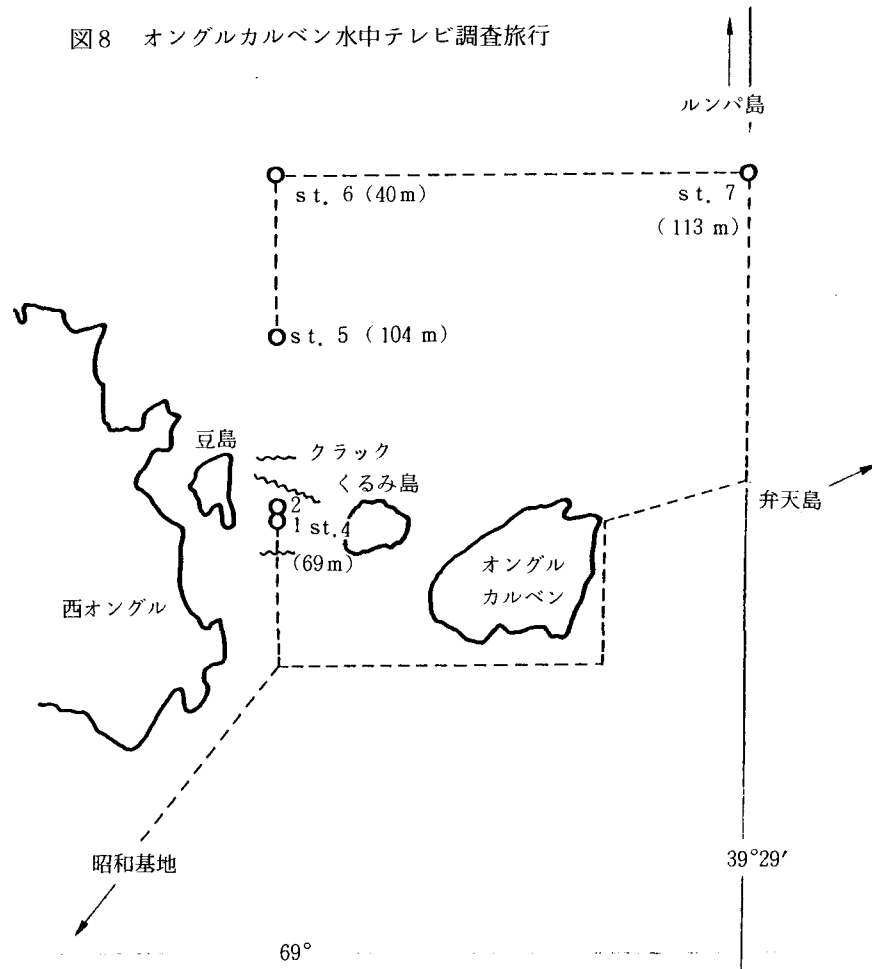 図8 オングルカルベン水中テレビ調査旅行
ルンパ島
st. 6 (40m)
st. 7
(113 m)
st. 5 (104 m)
豆島
クラック
くるみ島
弁天島
2
1 st.4
(69m)
オングル
カルベン
西オングル
昭和基地
39°29′
69°